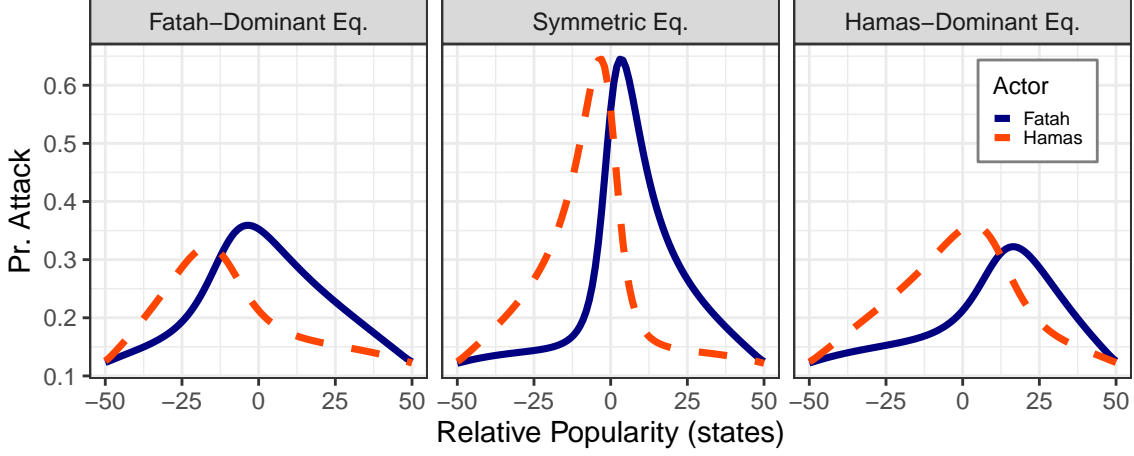 Fatah−Dominant Eq. Symmetric Eq. Hamas−Dominant Eq.
Pr. Attack
0.6
0.5
0.4
0.3
0.2
0.1
Actor
Fatah
Hamas
−50 −25 0 25 50 −50 −25 0 25 50 −50 −25 0 25 50
Relative Popularity (states)